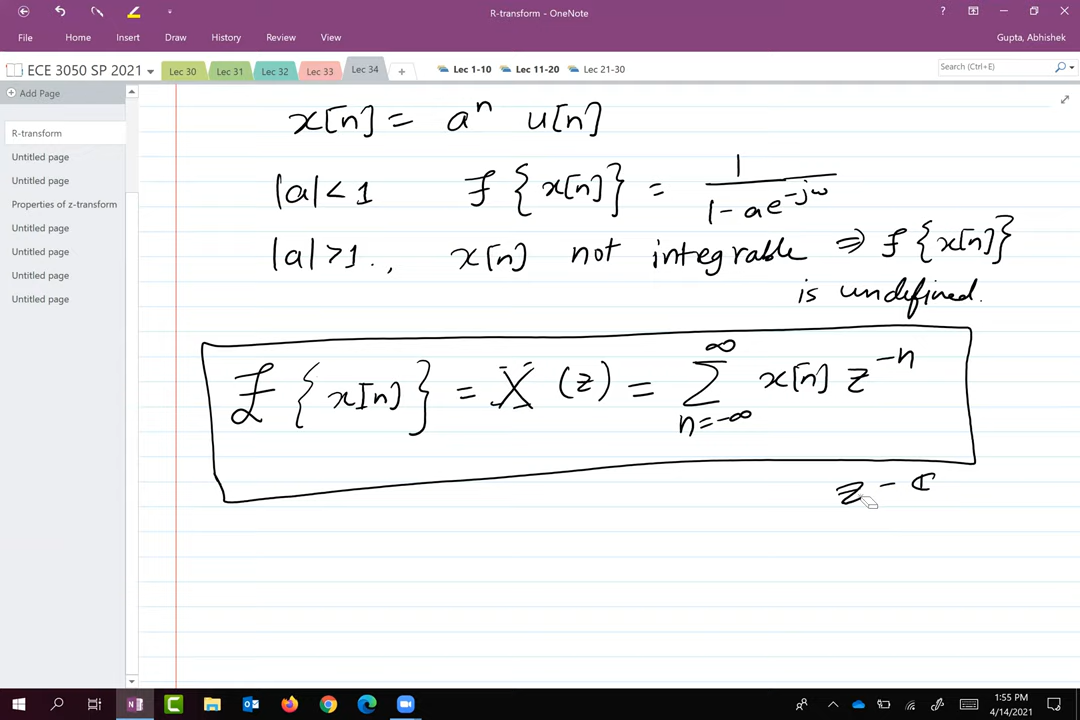 R-transform - OneNote
File Home Insert Draw History Review View Gupta, Abhishek
ECE 3050 SP 2021 Lec 30 Lec 31 Lec 32 Lec 33 Lec 34 Lec 1-10 Lec 11-20 Lec 21-30 Search (Ctrl+E)
Add Page
R-transform
Untitled page
Untitled page
Properties of z-transform
Untitled page
Untitled page
Untitled page
Untitled page
x[n] = a^n u[n]
|a| < 1 F {x[n]} = 1 / (1 - ae^-jω)
|a| > 1., x[n] not integrable ⇒ F {x[n]}
is undefined.
Z {x[n]} = X (z) = ∑ n=-∞ ∞ x[n] z^-n
z - C
1:55 PM
4/14/2021